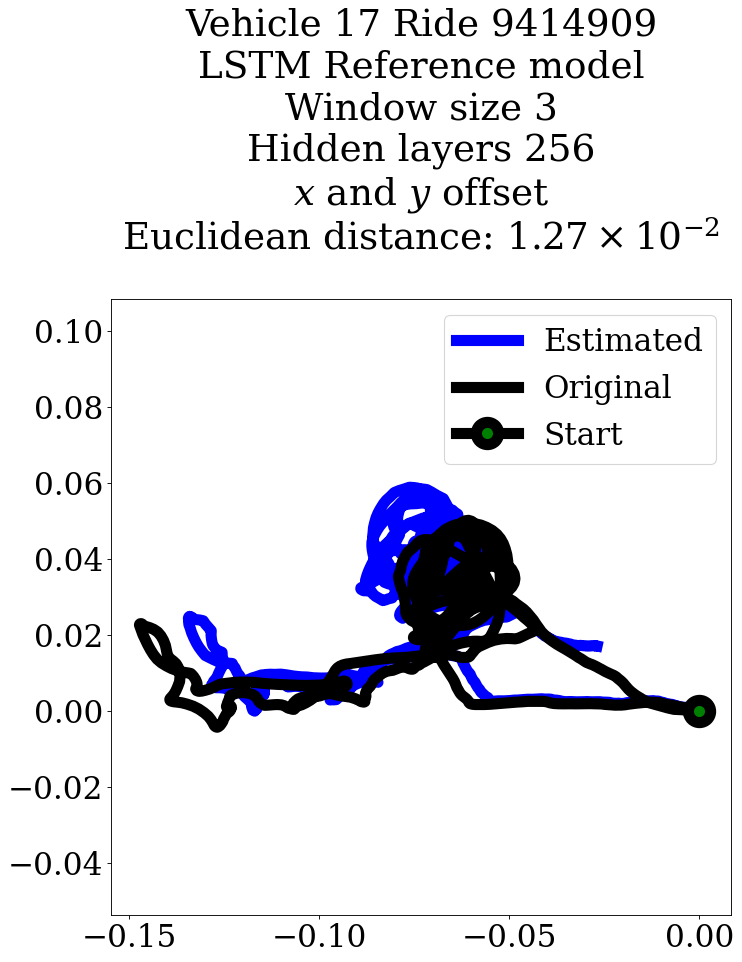 Vehicle 17 Ride 9414909
LSTM Reference model
Window size 3
Hidden layers 256
x and y offset
Euclidean distance: 1.27 × 10⁻²
Estimated
Original
Start
0.10
0.08
0.06
0.04
0.02
0.00
−0.02
−0.04
−0.15 −0.10 −0.05 0.00